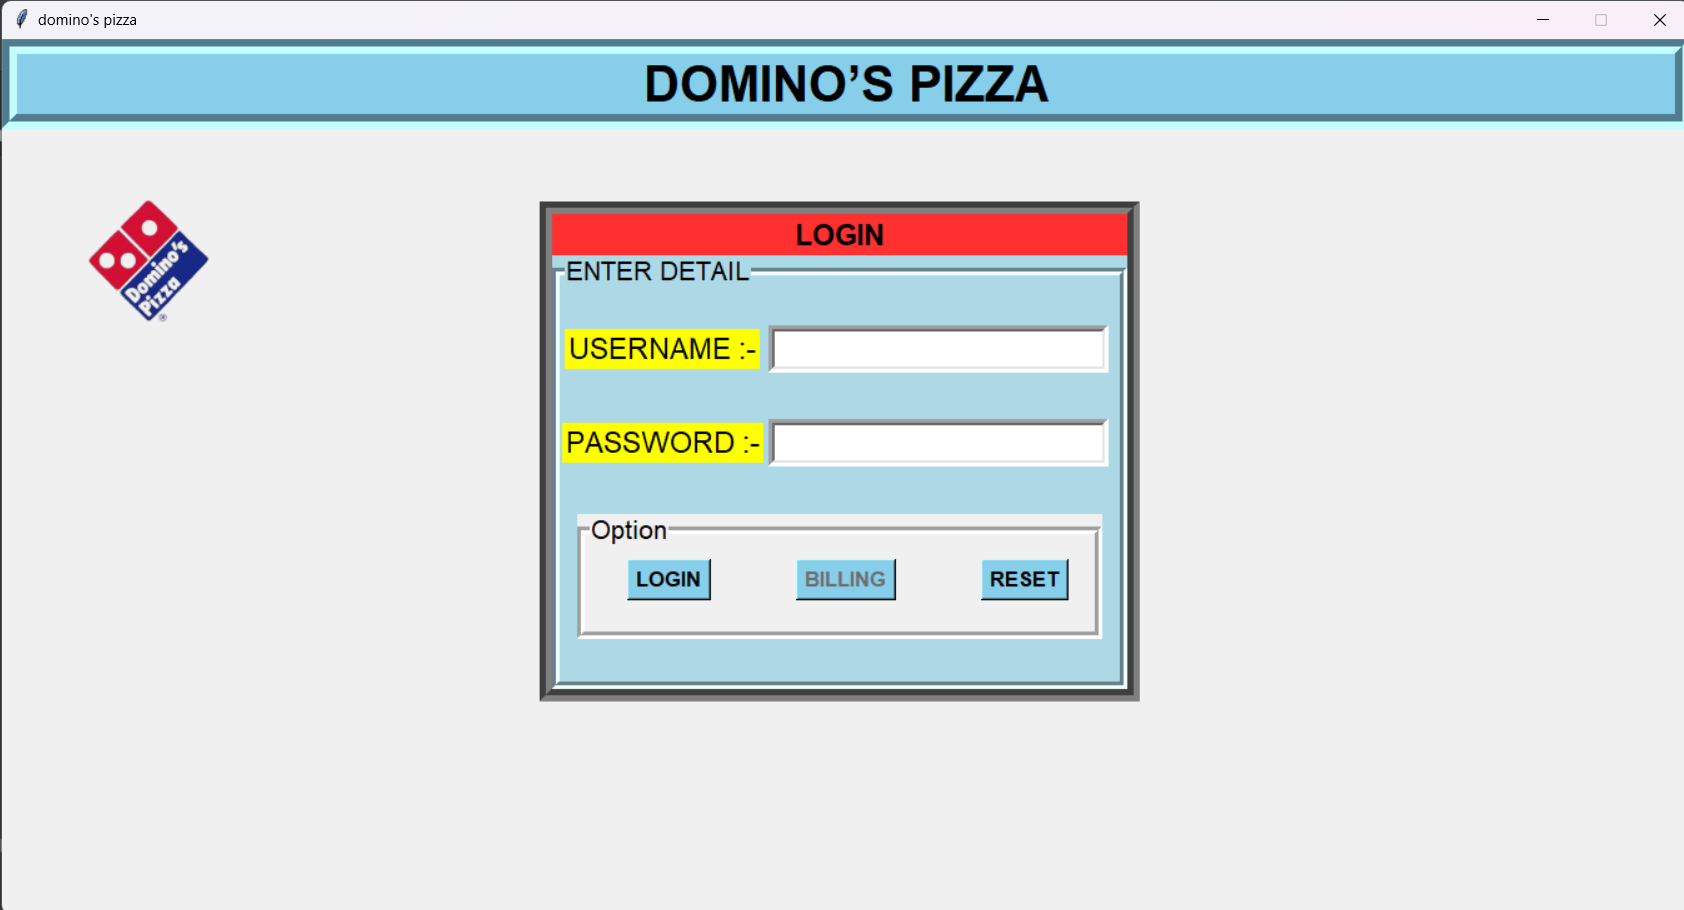 domino's pizza
DOMINO’S PIZZA
Domino's
Pizza
®
LOGIN
ENTER DETAIL
USERNAME :-
PASSWORD :-
Option
LOGIN BILLING RESET